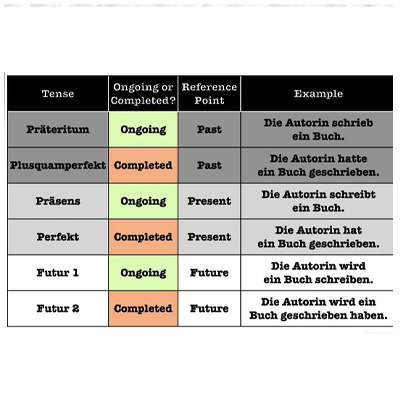 Tense Ongoing or Completed? Reference Point Example
Präteritum Ongoing Past Die Autorin schrieb ein Buch.
Plusquamperfekt Completed Past Die Autorin hatte ein Buch geschrieben.
Präsens Ongoing Present Die Autorin schreibt ein Buch.
Perfekt Completed Present Die Autorin hat ein Buch geschrieben.
Futur 1 Ongoing Future Die Autorin wird ein Buch schreiben.
Futur 2 Completed Future Die Autorin wird ein Buch geschrieben haben.